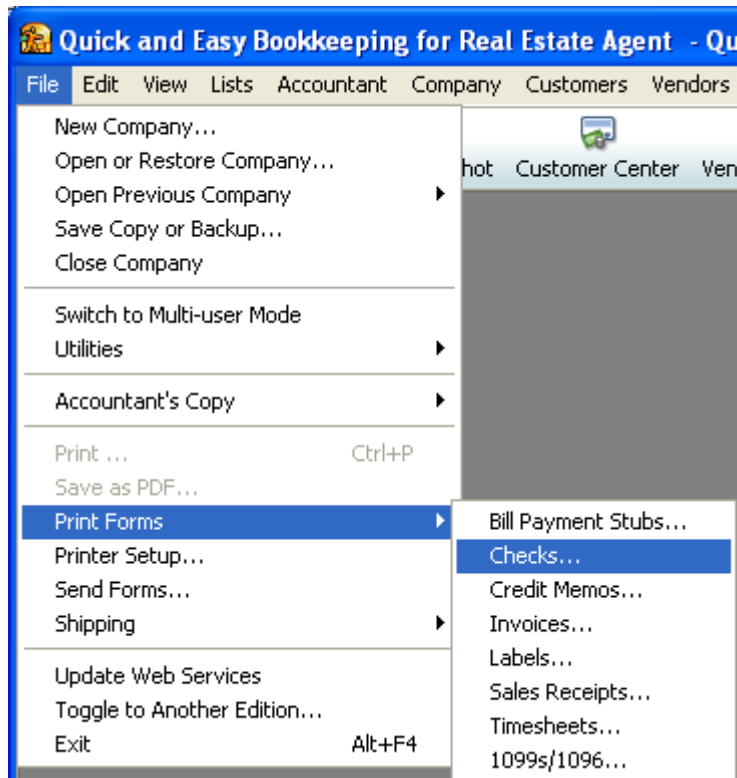 Quick and Easy Bookkeeping for Real Estate Agent - Qu
File Edit View Lists Accountant Company Customers Vendors
New Company...
Open or Restore Company...
hot Customer Center Ven
Open Previous Company
Save Copy or Backup...
Close Company
Switch to Multi-user Mode
Utilities
Accountant's Copy
Print ... Ctrl+P
Save as PDF...
Print Forms
Printer Setup...
Send Forms...
Shipping
Update Web Services
Toggle to Another Edition...
Exit Alt+F4
Bill Payment Stubs...
Checks...
Credit Memos...
Invoices...
Labels...
Sales Receipts...
Timesheets...
1099s/1096...